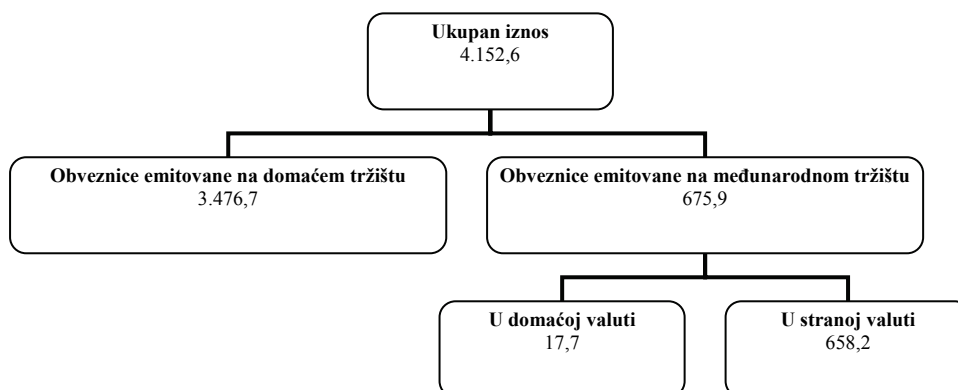 Ukupan iznos
4.152,6
Obveznice emitovane na domaćem tržištu
3.476,7
Obveznice emitovane na međunarodnom tržištu
675,9
U domaćoj valuti
17,7
U stranoj valuti
658,2